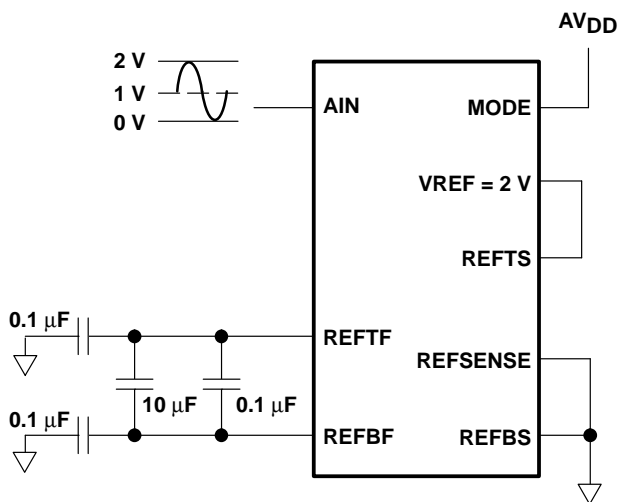 AVDD
2 V
1 V
0 V
AIN
MODE
VREF = 2 V
REFTS
0.1 µF
REFTF
REFSENSE
10 µF
0.1 µF
0.1 µF
REFBF
REFBS